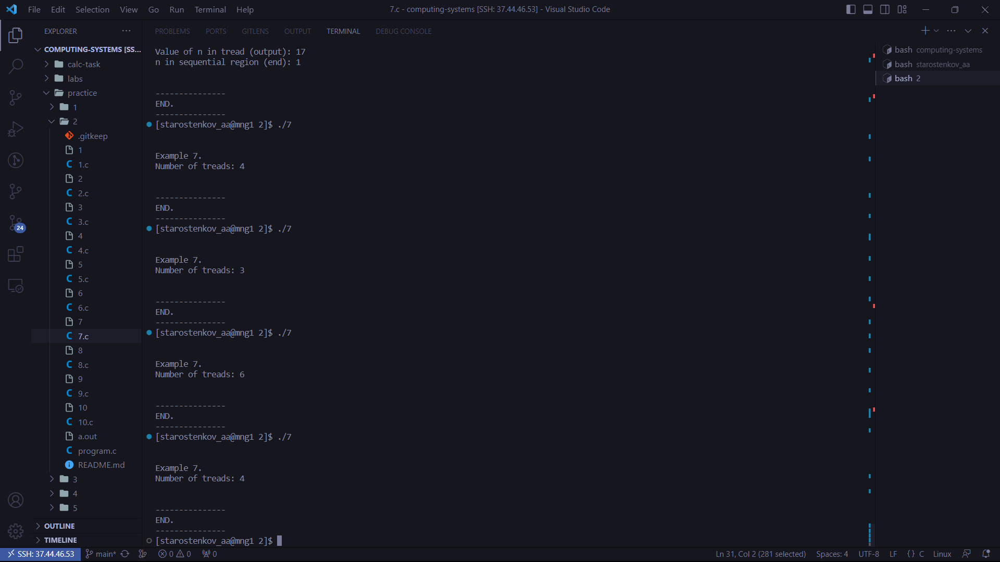 File Edit Selection View Go Run Terminal Help
7.c - computing-systems [SSH: 37.44.46.53] - Visual Studio Code
EXPLORER
COMPUTING-SYSTEMS [SS...
calc-task
labs
practice
1
2
.gitkeep
1
1.c
2
2.c
3
3.c
4
4.c
5
5.c
6
6.c
7
7.c
8
8.c
9
9.c
10
10.c
a.out
program.c
README.md
3
4
5
OUTLINE
TIMELINE
24
PROBLEMS PORTS GITLENS OUTPUT TERMINAL DEBUG CONSOLE
Value of n in tread (output): 17
n in sequential region (end): 1
---------------
END.
---------------
[starostenkov_aa@mng1 2]$ ./7
Example 7.
Number of treads: 4
---------------
END.
---------------
[starostenkov_aa@mng1 2]$ ./7
Example 7.
Number of treads: 3
---------------
END.
---------------
[starostenkov_aa@mng1 2]$ ./7
Example 7.
Number of treads: 6
---------------
END.
---------------
[starostenkov_aa@mng1 2]$ ./7
Example 7.
Number of treads: 4
---------------
END.
---------------
[starostenkov_aa@mng1 2]$
bash computing-systems
bash starostenkov_aa
bash 2
SSH: 37.44.46.53 main* 0 0 0
Ln 31, Col 2 (281 selected) Spaces: 4 UTF-8 LF {} C Linux